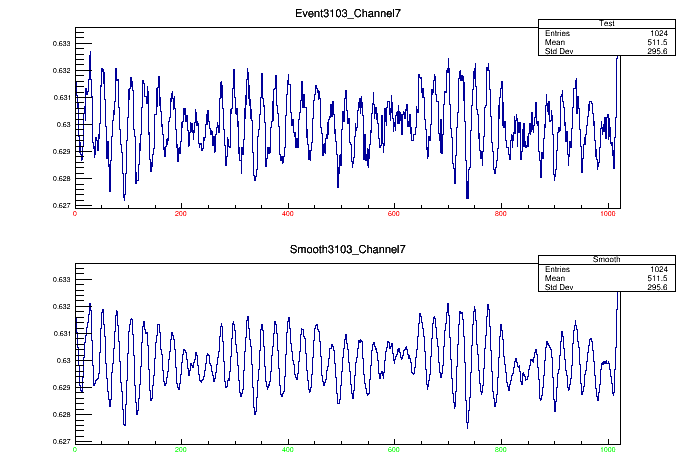 Event3103_Channel7
Test
Entries 1024
Mean 511.5
Std Dev 295.6
0.633
0.632
0.631
0.63
0.629
0.628
0.627
0 200 400 600 800 1000
Smooth3103_Channel7
Smooth
Entries 1024
Mean 511.5
Std Dev 295.6
0.633
0.632
0.631
0.63
0.629
0.628
0.627
0 200 400 600 800 1000